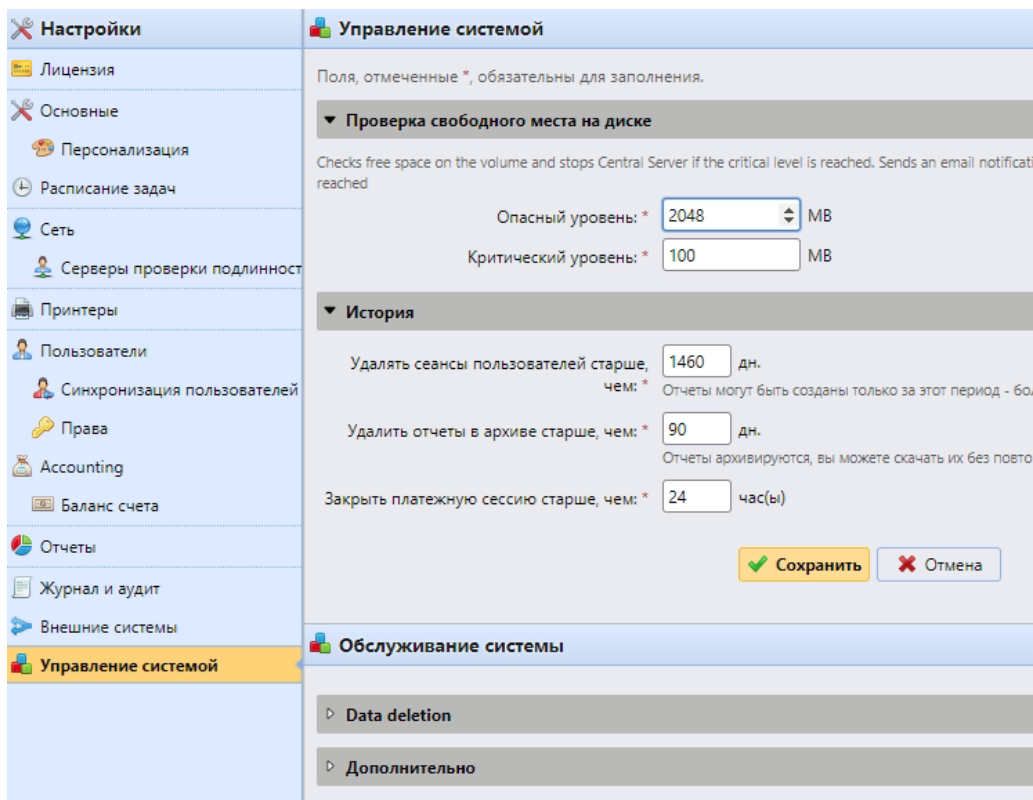 Настройки
Лицензия
Основные
Персонализация
Расписание задач
Сеть
Серверы проверки подлинност
Принтеры
Пользователи
Синхронизация пользователей
Права
Accounting
Баланс счета
Отчеты
Журнал и аудит
Внешние системы
Управление системой
Управление системой
Поля, отмеченные *, обязательны для заполнения.
Проверка свободного места на диске
Checks free space on the volume and stops Central Server if the critical level is reached. Sends an email notificati
reached
Опасный уровень: * 2048 MB
Критический уровень: * 100 MB
История
Удалять сеансы пользователей старше, 1460 дн.
чем: * Отчеты могут быть созданы только за этот период - бол
Удалить отчеты в архиве старше, чем: * 90 дн.
Отчеты архивируются, вы можете скачать их без повто
Закрыть платежную сессию старше, чем: * 24 час(ы)
Сохранить Отмена
Обслуживание системы
Data deletion
Дополнительно